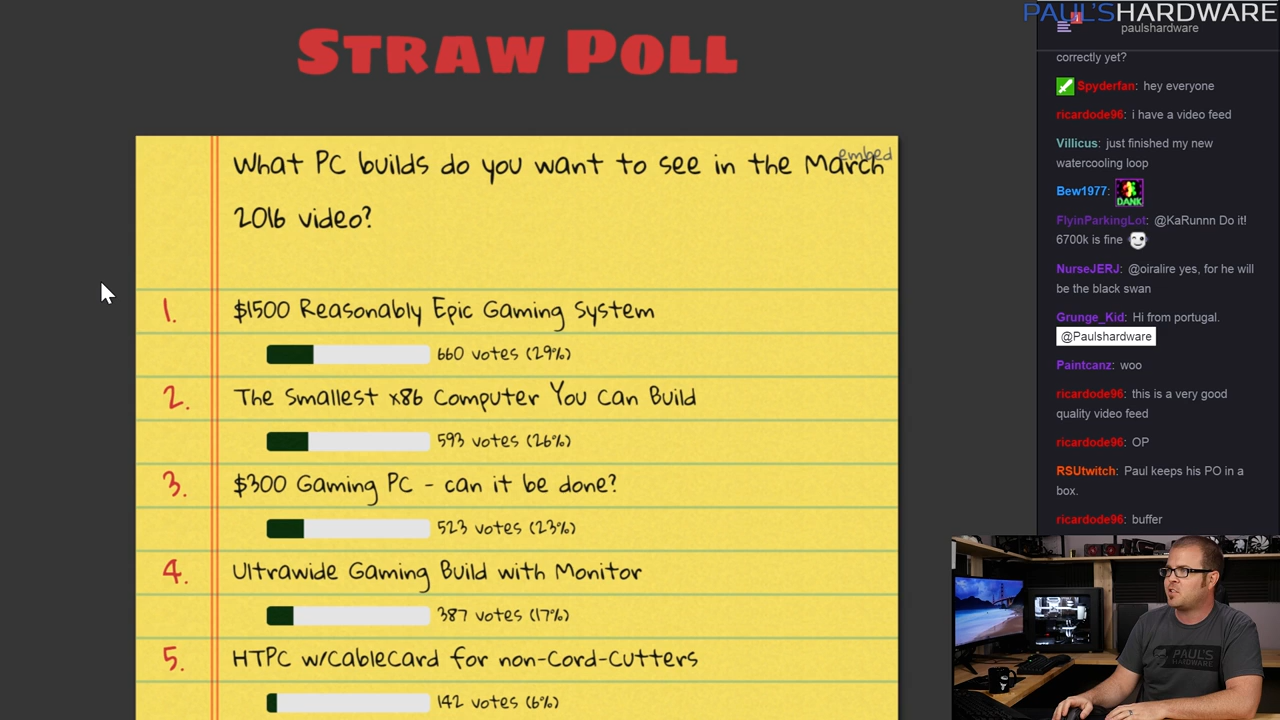 STRAW POLL
embed
What PC builds do you want to see in the March
2016 video?
1. $1500 Reasonably Epic Gaming System
660 votes (29%)
2. The Smallest x86 Computer You Can Build
593 votes (26%)
3. $300 Gaming PC - can it be done?
523 votes (23%)
4. Ultrawide Gaming Build with Monitor
387 votes (17%)
5. HTPC w/CableCard for non-Cord-Cutters
142 votes (6%)
PAUL'SHARDWARE
1
paulshardware
correctly yet?
Spyderfan: hey everyone
ricardode96: i have a video feed
Villicus: just finished my new
watercooling loop
Bew1977: DANK
FlyinParkingLot: @KaRunnn Do it!
6700k is fine
NurseJERJ: @oiralire yes, for he will
be the black swan
Grunge_Kid: Hi from portugal.
@Paulshardware
Paintcanz: woo
ricardode96: this is a very good
quality video feed
ricardode96: OP
RSUtwitch: Paul keeps his PO in a
box.
ricardode96: buffer
PAUL'S
HARDWARE